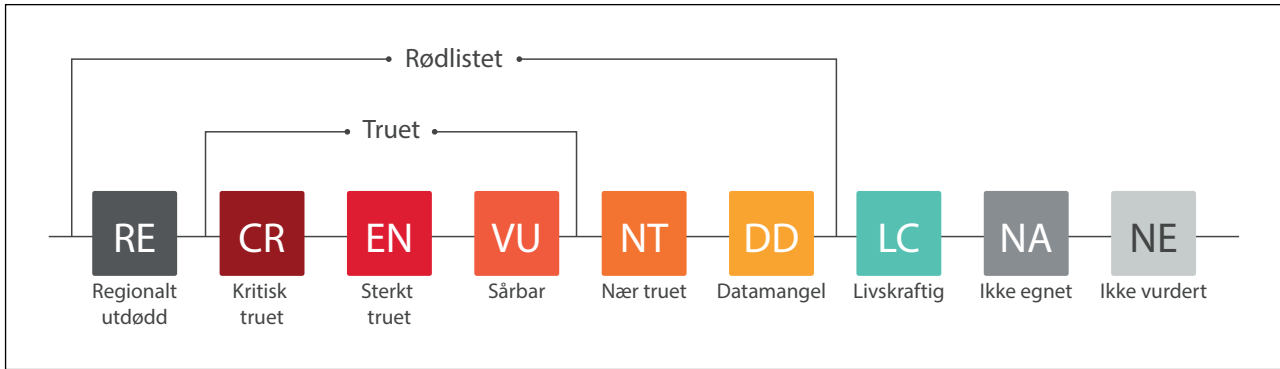 Rødlistet
Truet
RE
CR
EN
VU
NT
DD
LC
NA
NE
Regionalt
utdødd
Kritisk
truet
Sterkt
truet
Sårbar
Nær truet
Datamangel
Livskraftig
Ikke egnet
Ikke vurdert